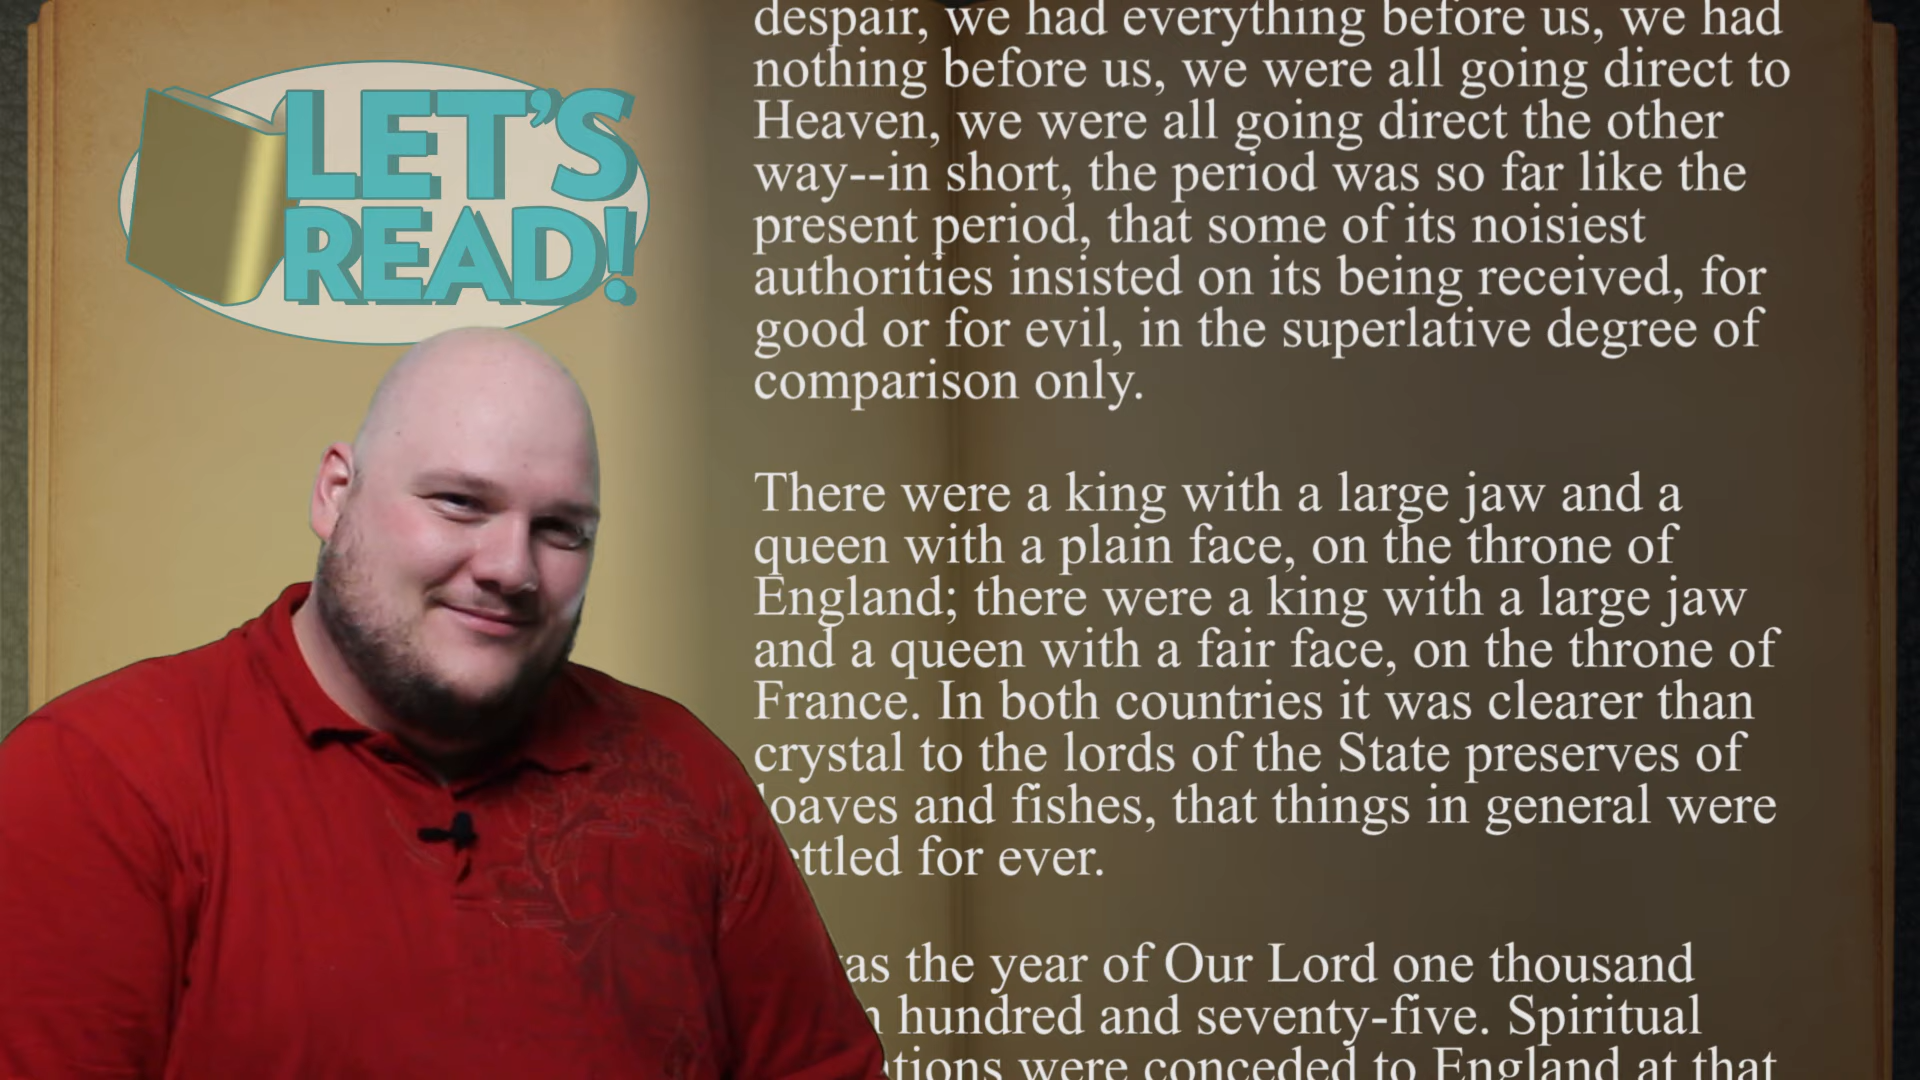 LET'S
READ!
despair, we had everything before us, we had
nothing before us, we were all going direct to
Heaven, we were all going direct the other
way--in short, the period was so far like the
present period, that some of its noisiest
authorities insisted on its being received, for
good or for evil, in the superlative degree of
comparison only.
There were a king with a large jaw and a
queen with a plain face, on the throne of
England; there were a king with a large jaw
and a queen with a fair face, on the throne of
France. In both countries it was clearer than
crystal to the lords of the State preserves of
loaves and fishes, that things in general were
for ever.
the year of Our Lord one thousand
hundred and seventy-five. Spiritual
were conceded to England at that